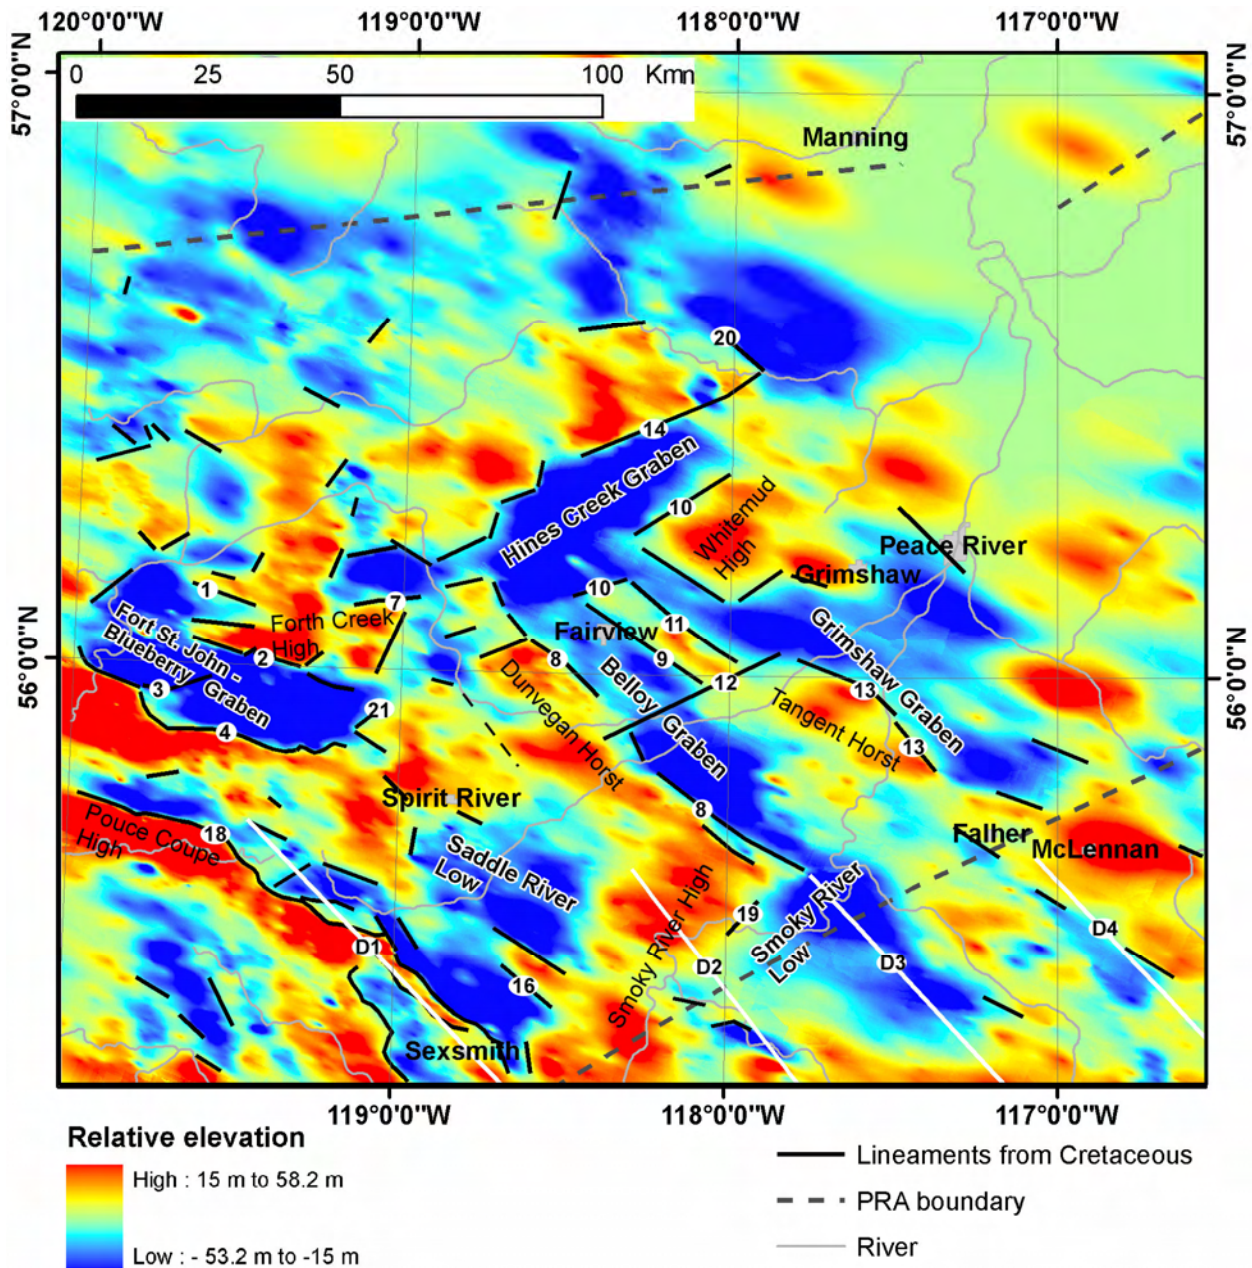 120°0'0"W 119°0'0"W 118°0'0"W 117°0'0"W
57°0'0"N
57°0'0"N
0 25 50 100 Kmn
Manning
20
14
Hines Creek Graben
10
Whitemud
High
Peace River
Grimshaw
10
1
7
Forth Creek
High
Fort St. John -
Blueberry Graben
56°0'0"N
56°0'0"N
2
3
4
21
Fairview
11
8
9
12
Belloy Graben
Dunvegan Horst
Grimshaw Graben
13
Tangent Horst
13
Spirit River
8
Pouce Coupe
High
18
Saddle River
Low
Falher
McLennan
Smoky River High
19
Smoky River
Low
D1
D2
D3
D4
16
Sexsmith
119°0'0"W 118°0'0"W 117°0'0"W
Relative elevation
High : 15 m to 58.2 m
Low : - 53.2 m to -15 m
Lineaments from Cretaceous
PRA boundary
River